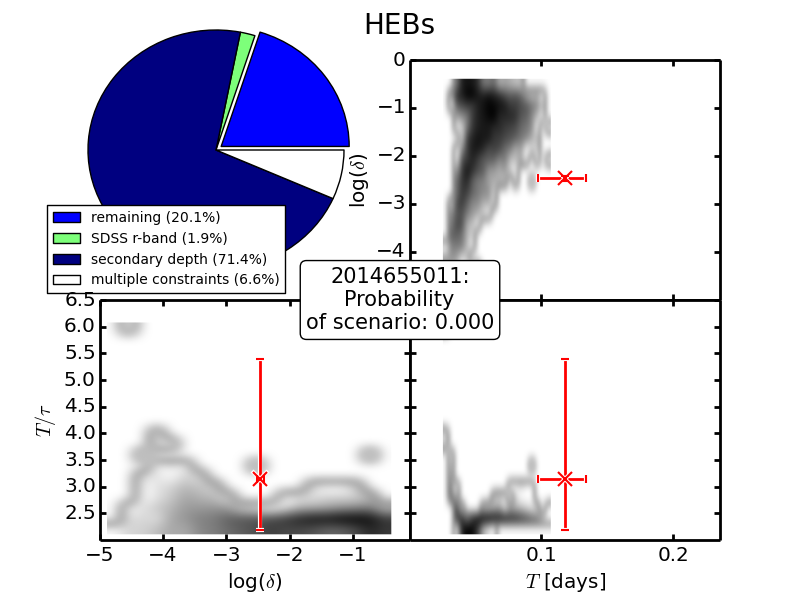 HEBs
remaining (20.1%)
SDSS r-band (1.9%)
secondary depth (71.4%)
multiple constraints (6.6%)
log(δ)
0
−1
−2
−3
−4
2014655011:
Probability
of scenario: 0.000
T/τ
6.5
6.0
5.5
5.0
4.5
4.0
3.5
3.0
2.5
−5
−4
−3
−2
−1
log(δ)
0.1
0.2
T [days]